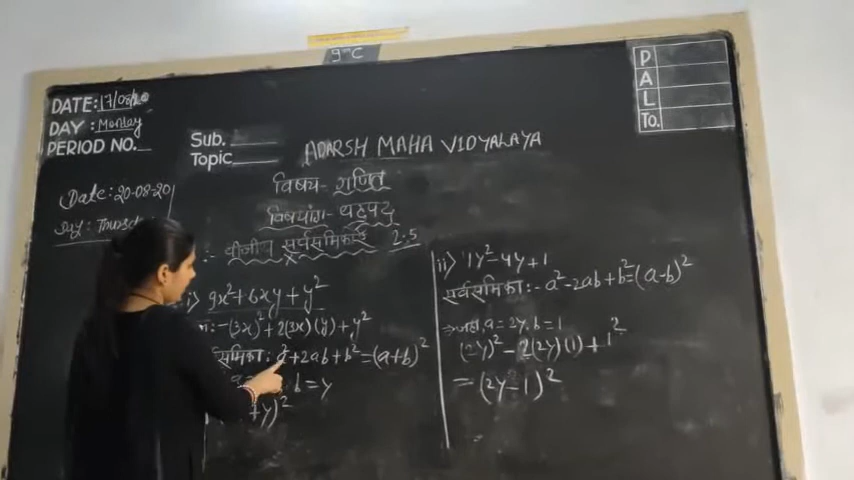 9th C
DATE: 17/08/20
DAY: Monday
PERIOD NO.
Sub.
Topic
P
A
L
To.
ADARSH MAHA VIDYALAYA
Date: 20-08-20
विषय- गणित
विषयांग- बहुपद
बीजीय सर्वसमिकाएँ 2.5
i) 9x²+6xy+y²
:-(3x)²+2(3x)(y)+y²
समिका: a²+2ab+b²=(a+b)²
b=y
+y)²
ii) 4y²-4y+1
सर्वसमिका:- a²-2ab+b²=(a-b)²
⇒ जहाँ, a=2y, b=1
(2y)²-2(2y)(1)+1²
=(2y-1)²